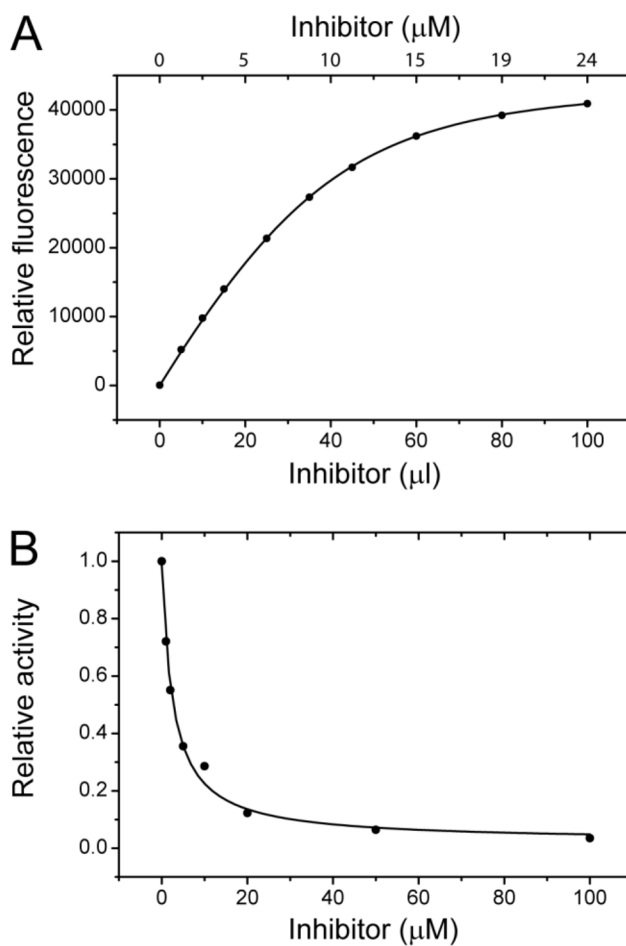 A
Inhibitor (μM)
0 5 10 15 19 24
40000
30000
20000
10000
0
Relative fluorescence
0 20 40 60 80 100
Inhibitor (μl)
B
1.0
0.8
0.6
0.4
0.2
0.0
Relative activity
0 20 40 60 80 100
Inhibitor (μM)